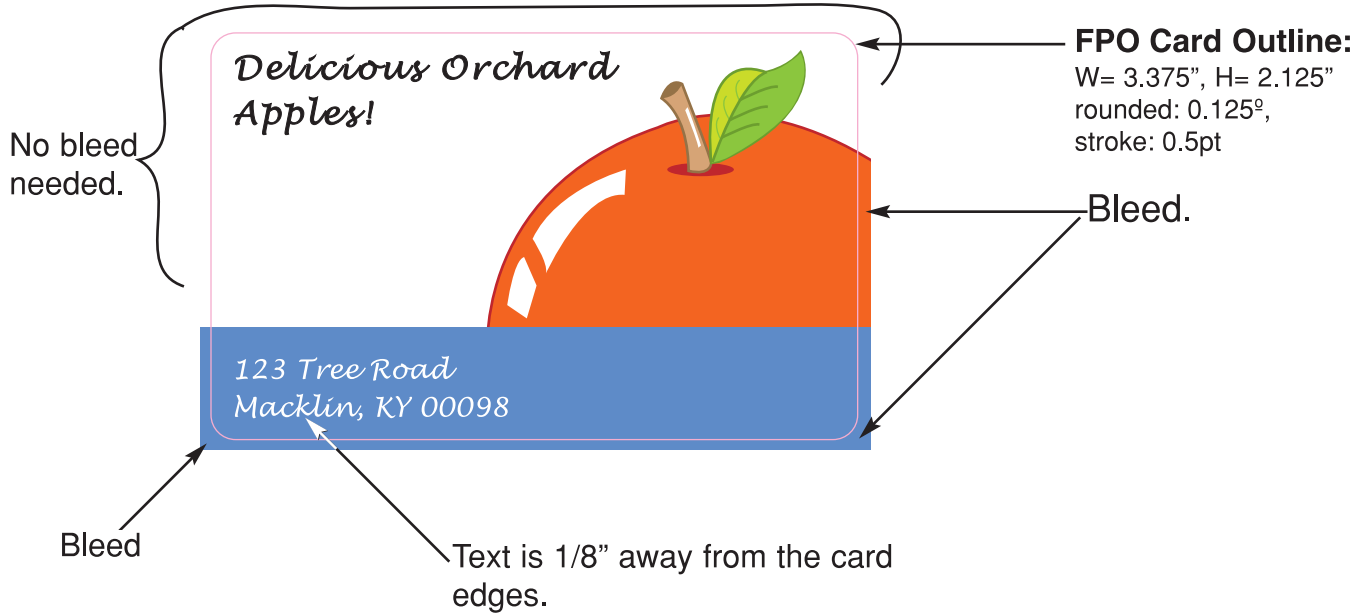 Delicious Orchard
Apples!
FPO Card Outline:
W= 3.375”, H= 2.125”
rounded: 0.125º,
stroke: 0.5pt
No bleed
needed.
Bleed.
123 Tree Road
Macklin, KY 00098
Bleed
Text is 1/8” away from the card
edges.